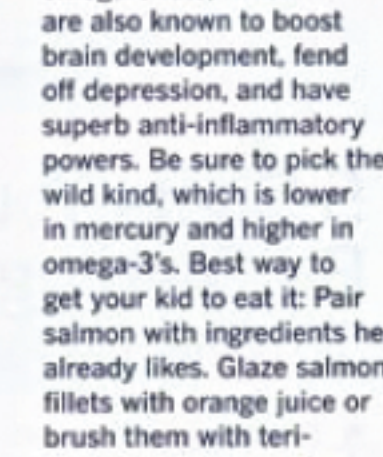 are also known to boost
brain development, fend
off depression, and have
superb anti-inflammatory
powers. Be sure to pick the
wild kind, which is lower
in mercury and higher in
omega-3's. Best way to
get your kid to eat it: Pair
salmon with ingredients he
already likes. Glaze salmon
fillets with orange juice or
brush them with teri-